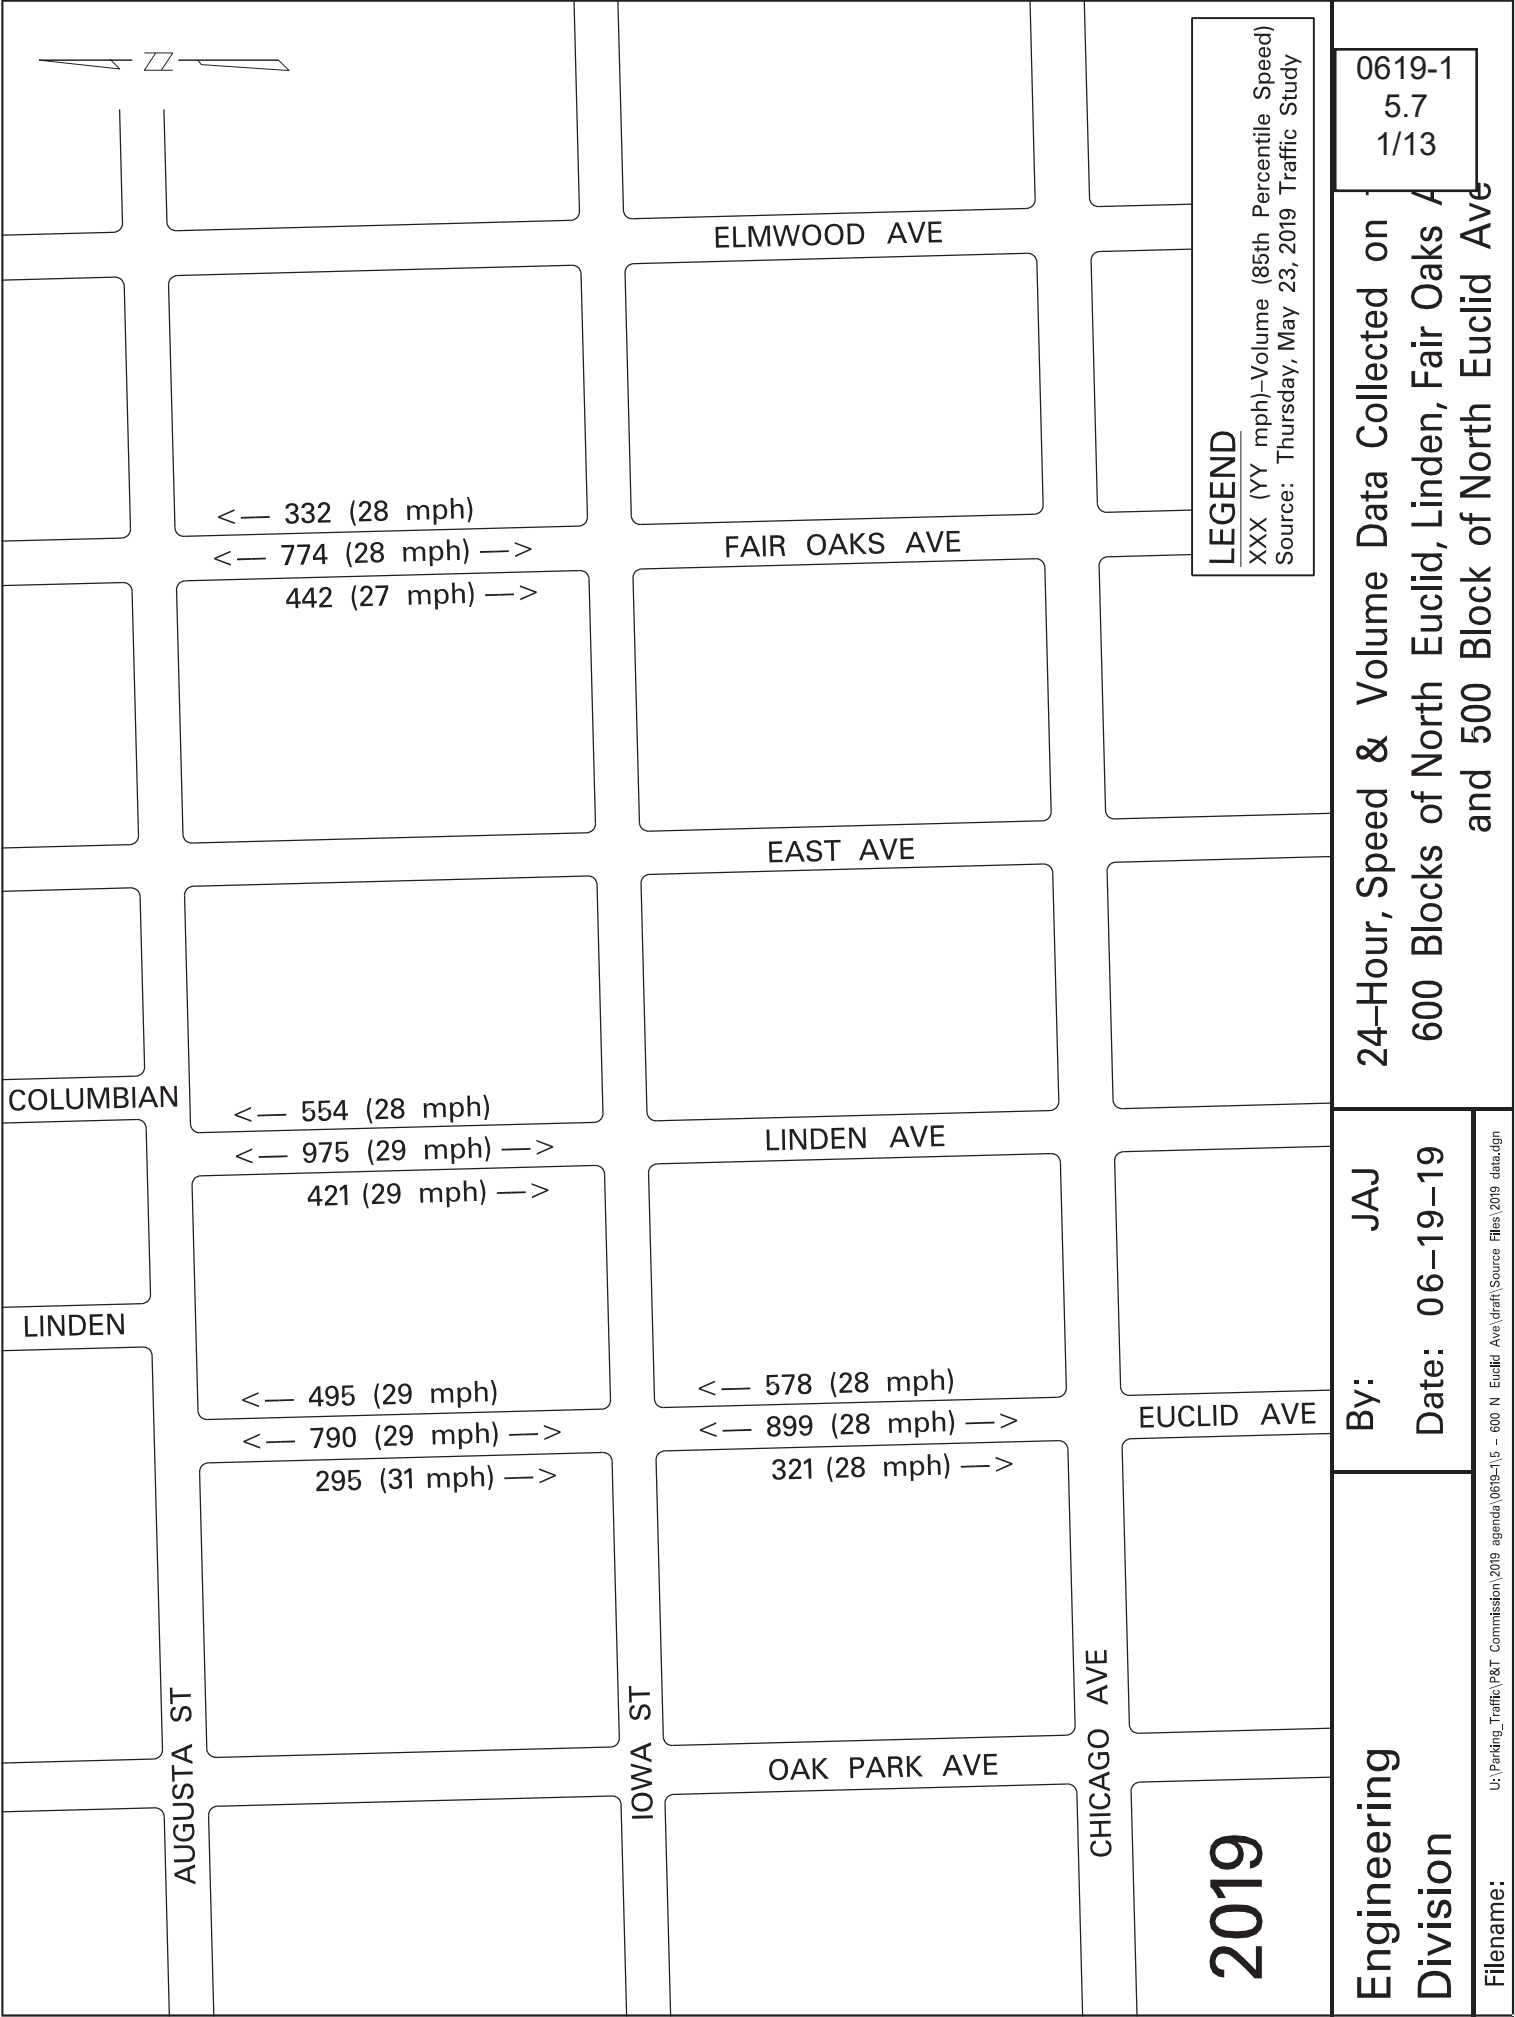 N
0619-1
5.7
1/13
ELMWOOD AVE
<— 332 (28 mph)
<— 774 (28 mph) —>
442 (27 mph) —>
FAIR OAKS AVE
EAST AVE
COLUMBIAN
<— 554 (28 mph)
<— 975 (29 mph) —>
421 (29 mph) —>
LINDEN AVE
LINDEN
<— 495 (29 mph)
<— 790 (29 mph) —>
295 (31 mph) —>
<— 578 (28 mph)
<— 899 (28 mph) —>
321 (28 mph) —>
EUCLID AVE
OAK PARK AVE
AUGUSTA ST
IOWA ST
CHICAGO AVE
LEGEND
XXX (YY mph)–Volume (85th Percentile Speed)
Source: Thursday, May 23, 2019 Traffic Study
2019
24–Hour, Speed & Volume Data Collected on
600 Blocks of North Euclid, Linden, Fair Oaks A
and 500 Block of North Euclid Ave
By: JAJ
Date: 06–19–19
Engineering
Division
Filename: U:\Parking_Traffic\P&T Commission\2019 agenda\0619–1\5 – 600 N Euclid Ave\draft\Source Files\2019 data.dgn